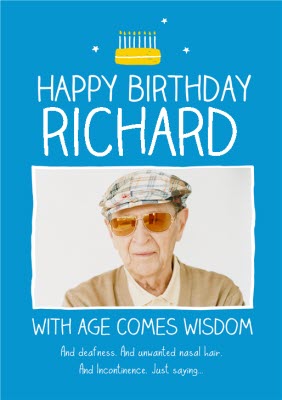 HAPPY BIRTHDAY
RICHARD
WITH AGE COMES WISDOM
And deafness. And unwanted nasal hair.
And Incontinence. Just saying...